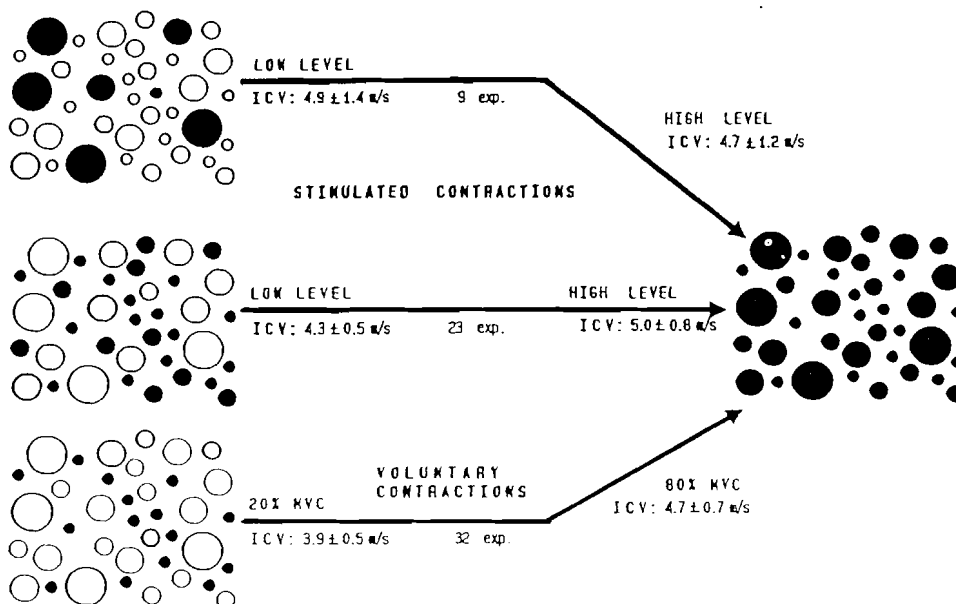 LOW LEVEL
ICV: 4.9 ± 1.4 m/s 9 exp.
HIGH LEVEL
ICV: 4.7 ± 1.2 m/s
STIMULATED CONTRACTIONS
LOW LEVEL HIGH LEVEL
ICV: 4.3 ± 0.5 m/s 23 exp. ICV: 5.0 ± 0.8 m/s
VOLUNTARY
CONTRACTIONS
20% MVC
ICV: 3.9 ± 0.5 m/s 32 exp.
80% MVC
ICV: 4.7 ± 0.7 m/s